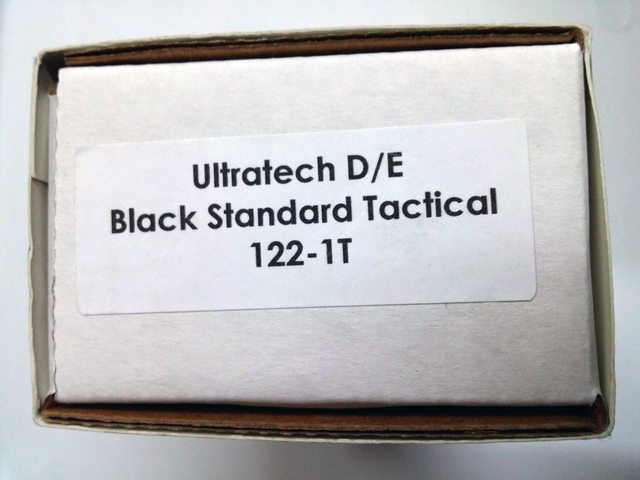 Ultratech D/E
Black Standard Tactical
122-1T